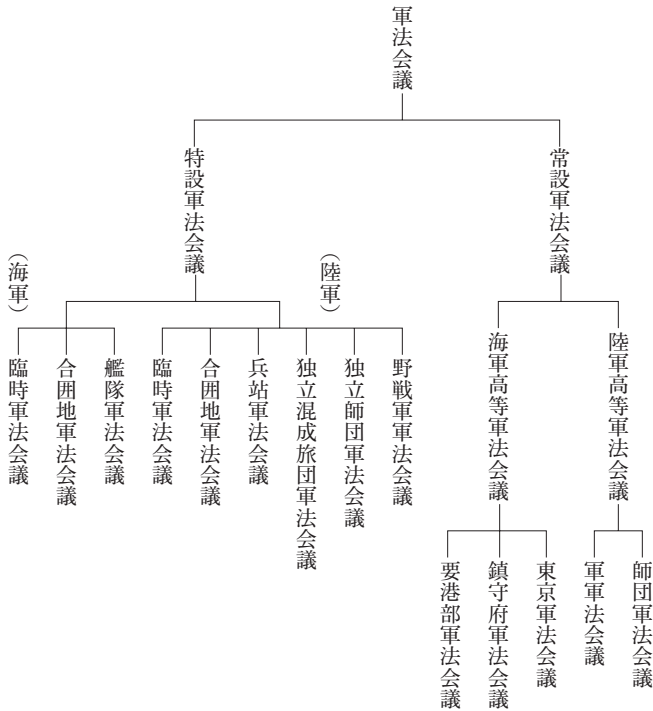 軍法会議
常設軍法会議
陸軍高等軍法会議
師団軍法会議
軍軍法会議
海軍高等軍法会議
東京軍法会議
鎮守府軍法会議
要港部軍法会議
特設軍法会議
（陸軍）
野戦軍軍法会議
独立師団軍法会議
独立混成旅団軍法会議
兵站軍法会議
合囲地軍法会議
臨時軍法会議
（海軍）
艦隊軍法会議
合囲地軍法会議
臨時軍法会議